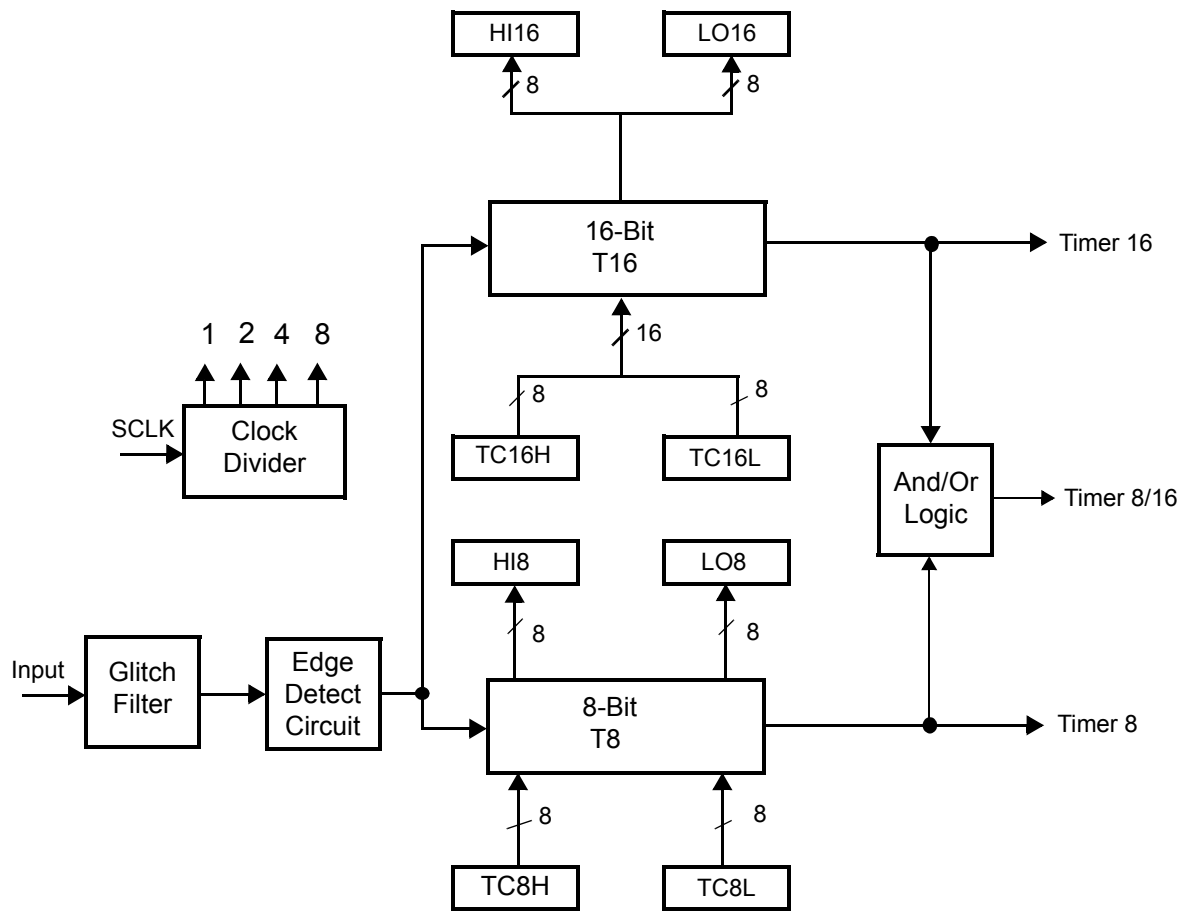 HI16
LO16
8
8
16-Bit
T16
Timer 16
16
1 2 4 8
8
8
SCLK
Clock
Divider
TC16H
TC16L
And/Or
Logic
Timer 8/16
HI8
LO8
8
8
Input
Glitch
Filter
Edge
Detect
Circuit
8-Bit
T8
Timer 8
8
8
TC8H
TC8L